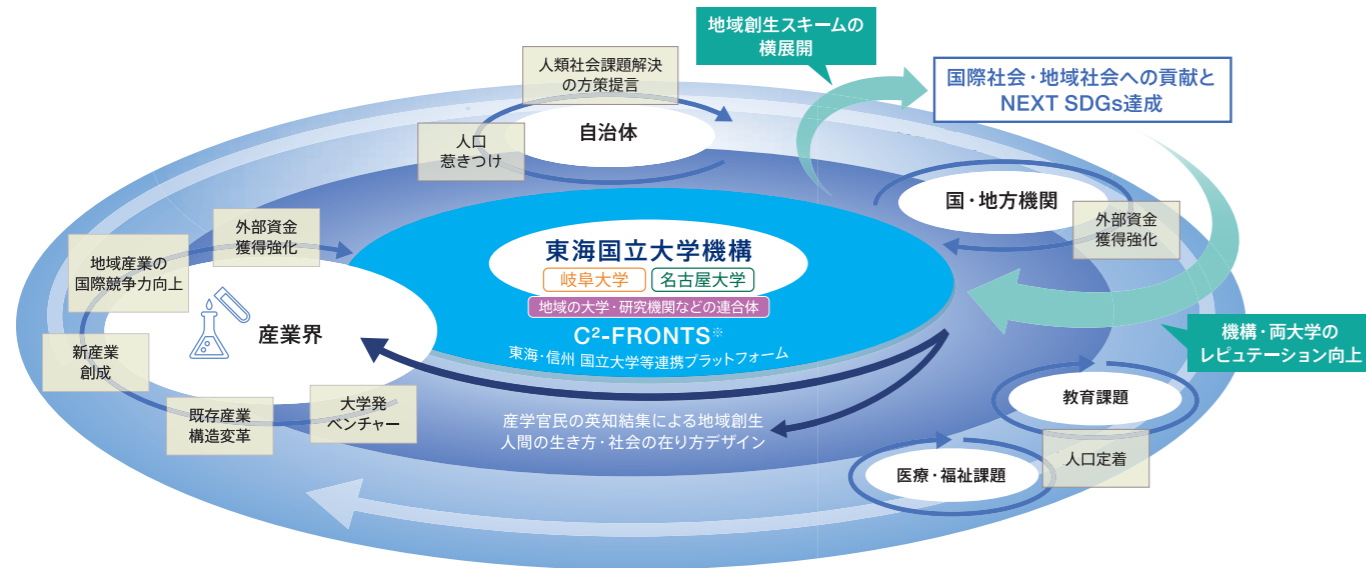 地域創生スキームの
横展開
国際社会・地域社会への貢献と
NEXT SDGs達成
人類社会課題解決
の方策提言
自治体
人口
惹きつけ
国・地方機関
外部資金
獲得強化
外部資金
獲得強化
地域産業の
国際競争力向上
産業界
新産業
創成
既存産業
構造変革
大学発
ベンチャー
東海国立大学機構
岐阜大学 名古屋大学
地域の大学・研究機関などの連合体
C²-FRONTS※
東海・信州 国立大学等連携プラットフォーム
産学官民の英知結集による地域創生
人間の生き方・社会の在り方デザイン
機構・両大学の
レピュテーション向上
教育課題
人口定着
医療・福祉課題